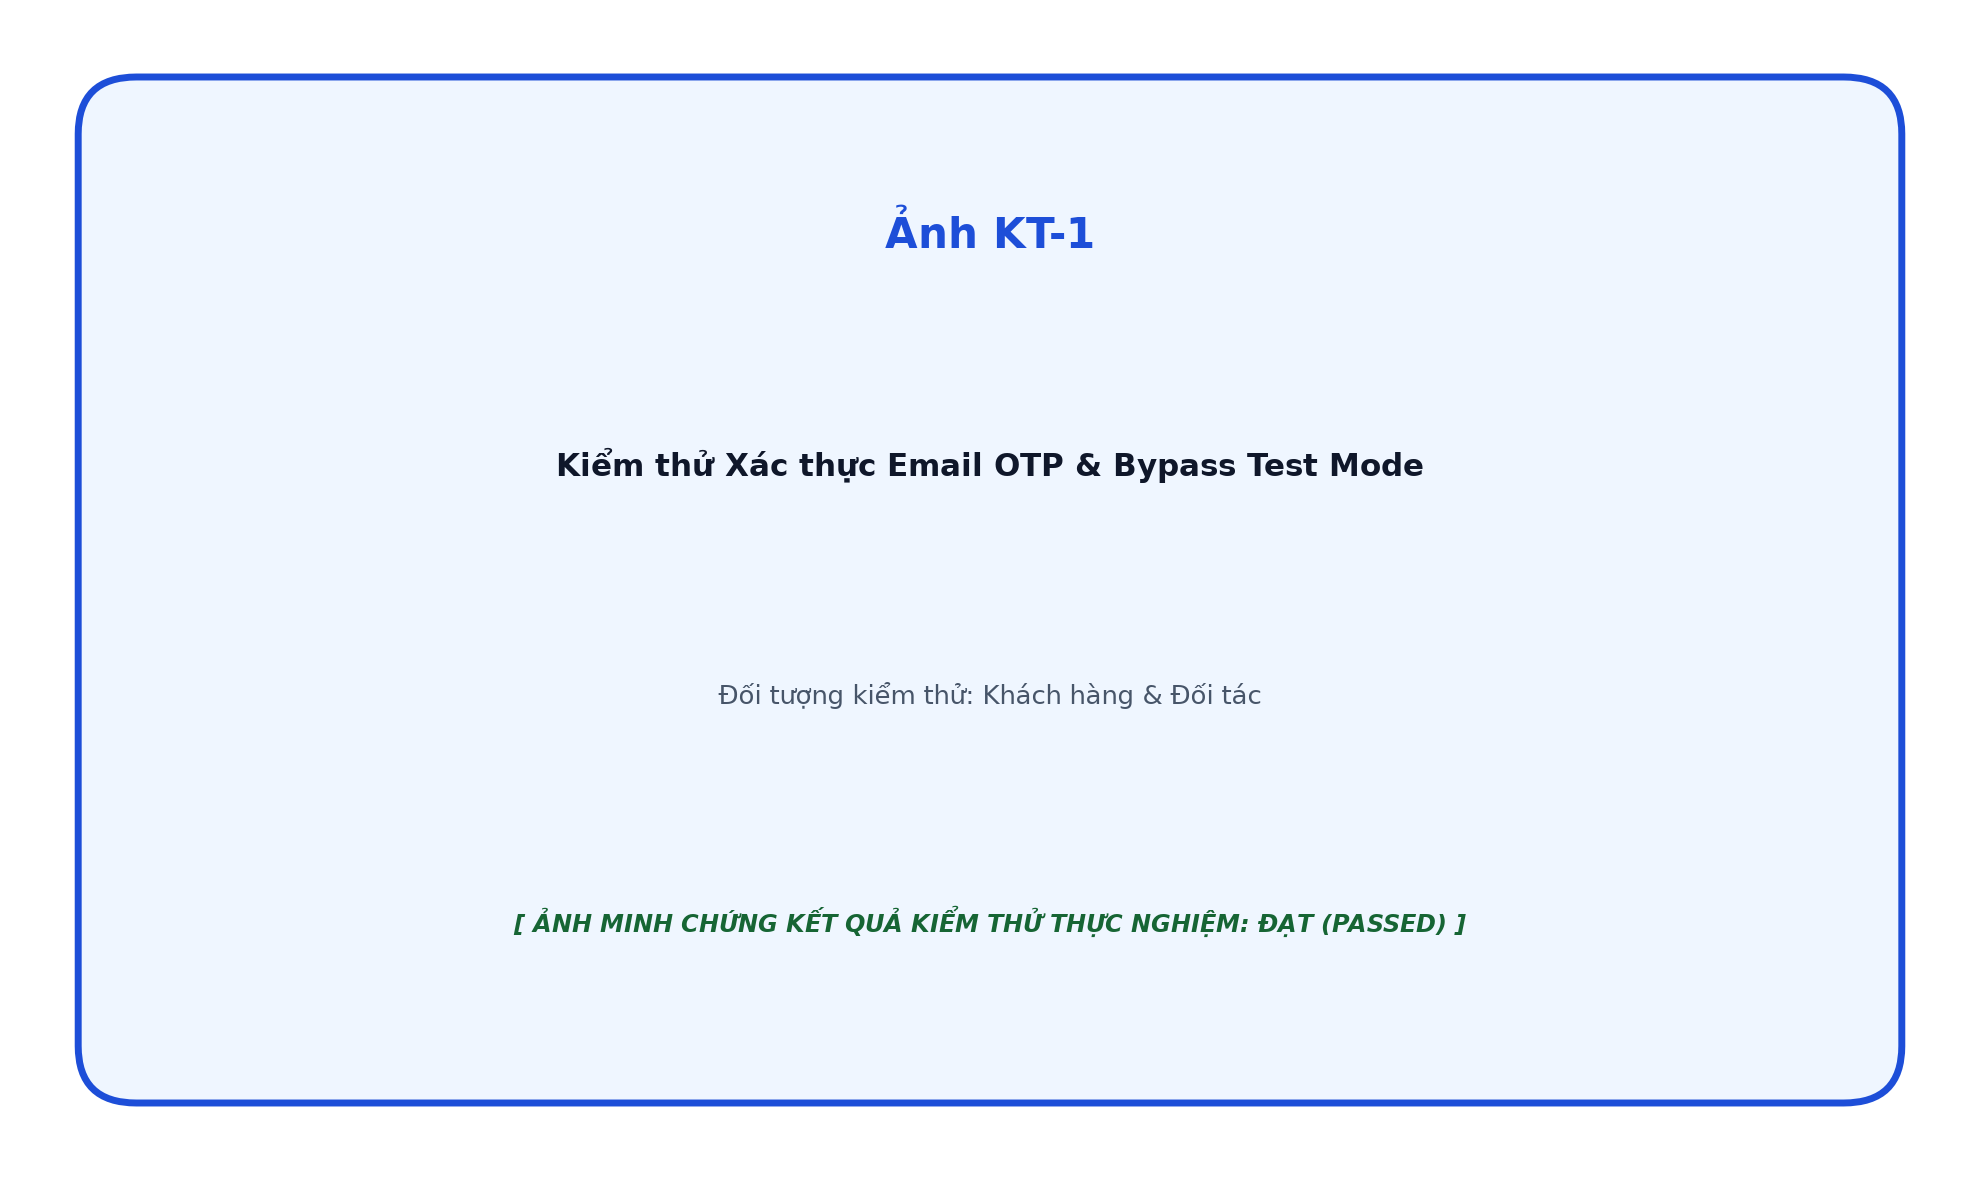 Ảnh KT-1
Kiểm thử Xác thực Email OTP & Bypass Test Mode
Đối tượng kiểm thử: Khách hàng & Đối tác
[ ẢNH MINH CHỨNG KẾT QUẢ KIỂM THỬ THỰC NGHIỆM: ĐẠT (PASSED) ]